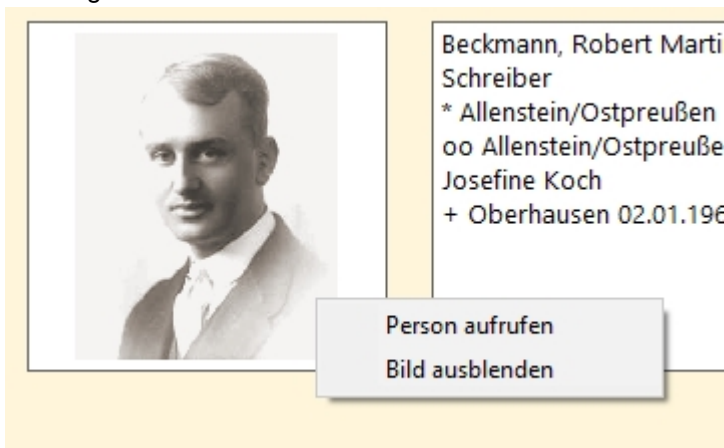 Beckmann, Robert Marti
Schreiber
* Allenstein/Ostpreußen
oo Allenstein/Ostpreuße
Josefine Koch
+ Oberhausen 02.01.196
Person aufrufen
Bild ausblenden